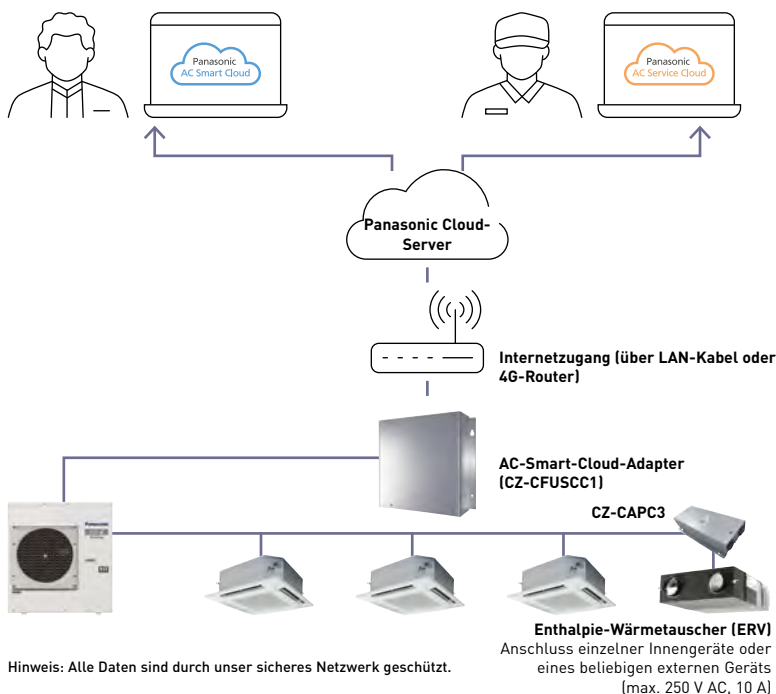 Panasonic
AC Smart Cloud
Panasonic
AC Service Cloud
Panasonic Cloud-
Server
Internetzugang (über LAN-Kabel oder
4G-Router)
AC-Smart-Cloud-Adapter
(CZ-CFUSCC1)
CZ-CAPC3
Panasonic
Enthalpie-Wärmetauscher (ERV)
Anschluss einzelner Innengeräte oder
eines beliebigen externen Geräts
(max. 250 V AC, 10 A)
Hinweis: Alle Daten sind durch unser sicheres Netzwerk geschützt.